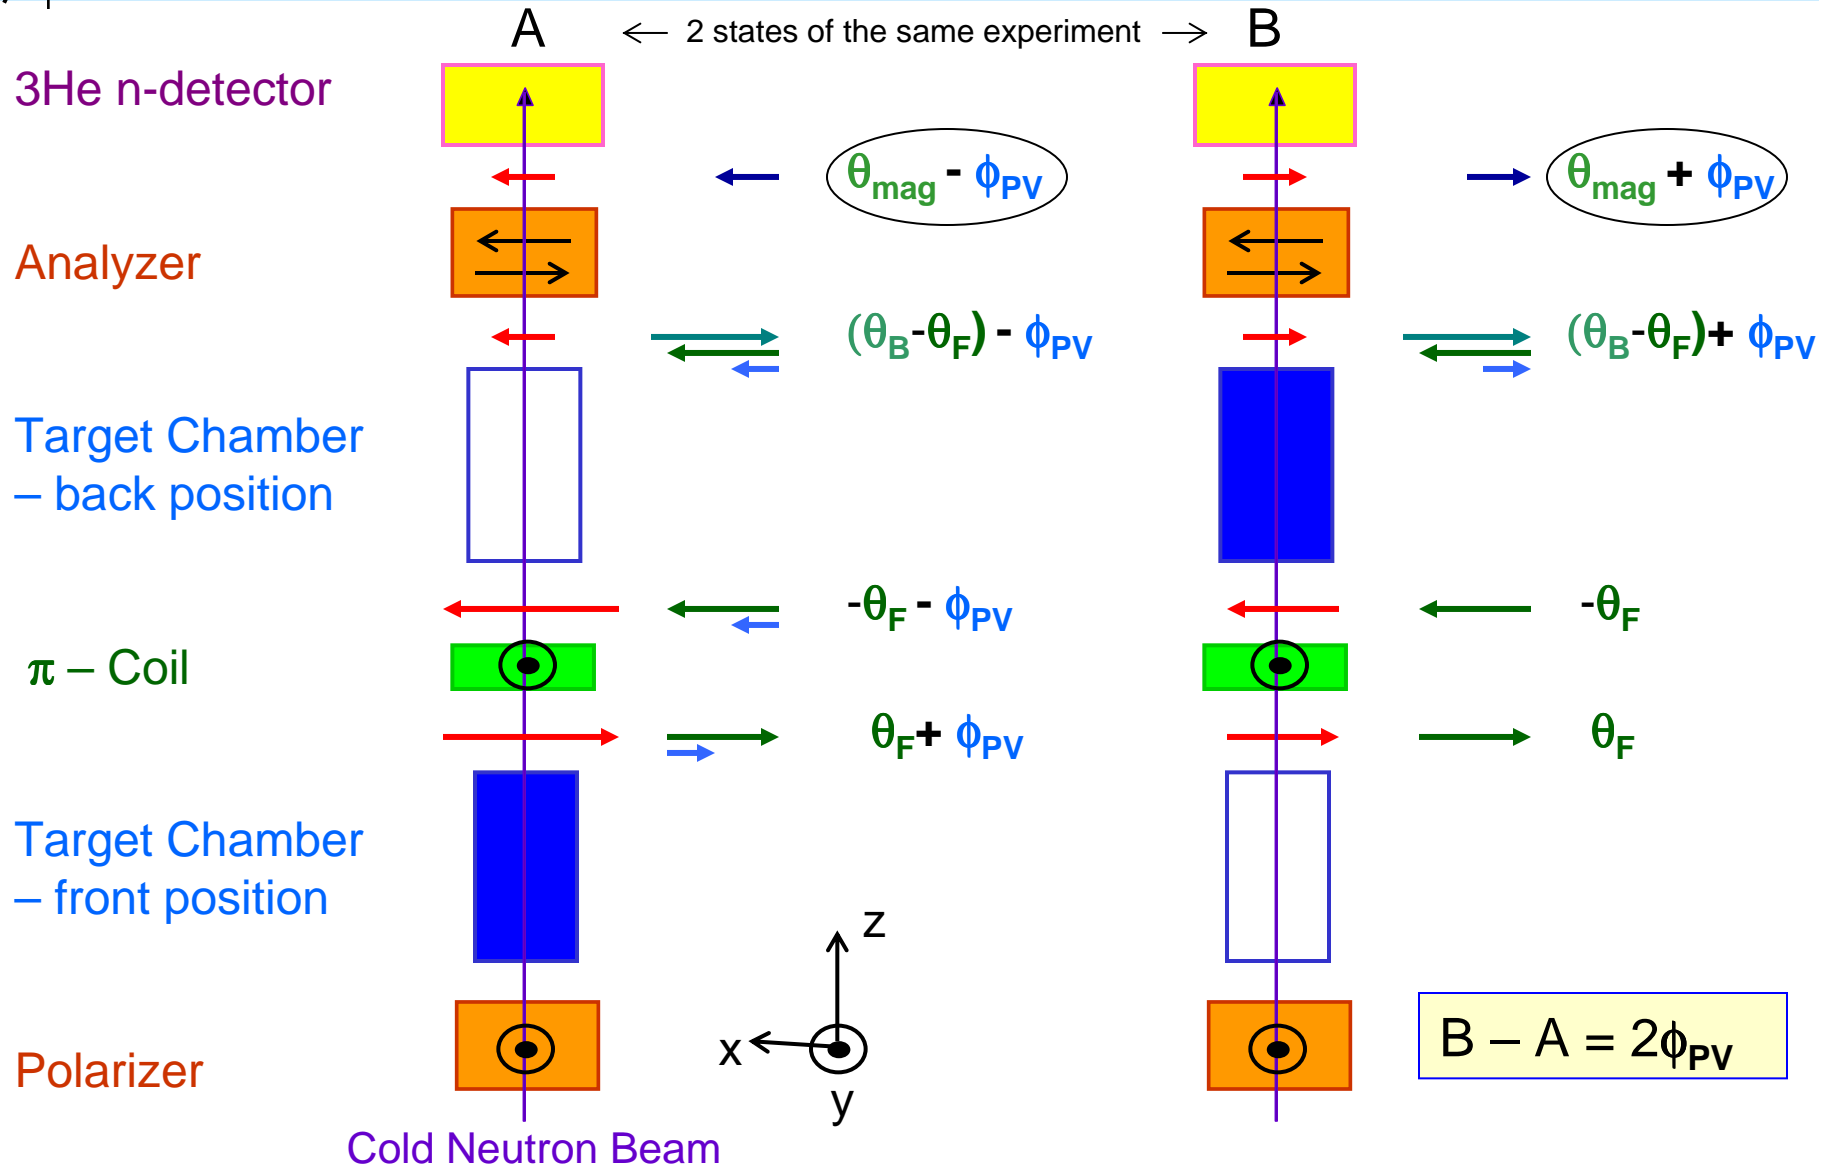 A ← 2 states of the same experiment → B
3He n-detector
θmag - ϕPV
θmag + ϕPV
Analyzer
(θB-θF) - ϕPV
(θB-θF)+ ϕPV
Target Chamber
– back position
-θF - ϕPV
-θF
π – Coil
θF+ ϕPV
θF
Target Chamber
– front position
z
x
y
B – A = 2ϕPV
Polarizer
Cold Neutron Beam